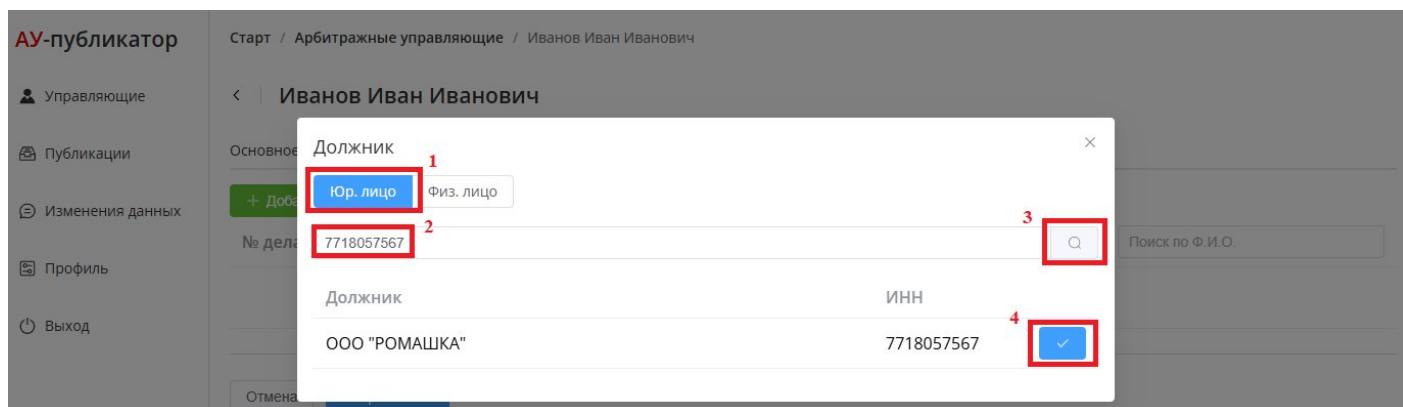 АУ-публикатор
Старт / Арбитражные управляющие / Иванов Иван Иванович
Управляющие
Иванов Иван Иванович
Должник
Публикации
Основное
1
Юр. лицо Физ. лицо
+ Доба
Изменения данных
2
3
№ дела
7718057567
Поиск по Ф.И.О.
Профиль
Должник ИНН
4
Выход
ООО "РОМАШКА" 7718057567
Отмена